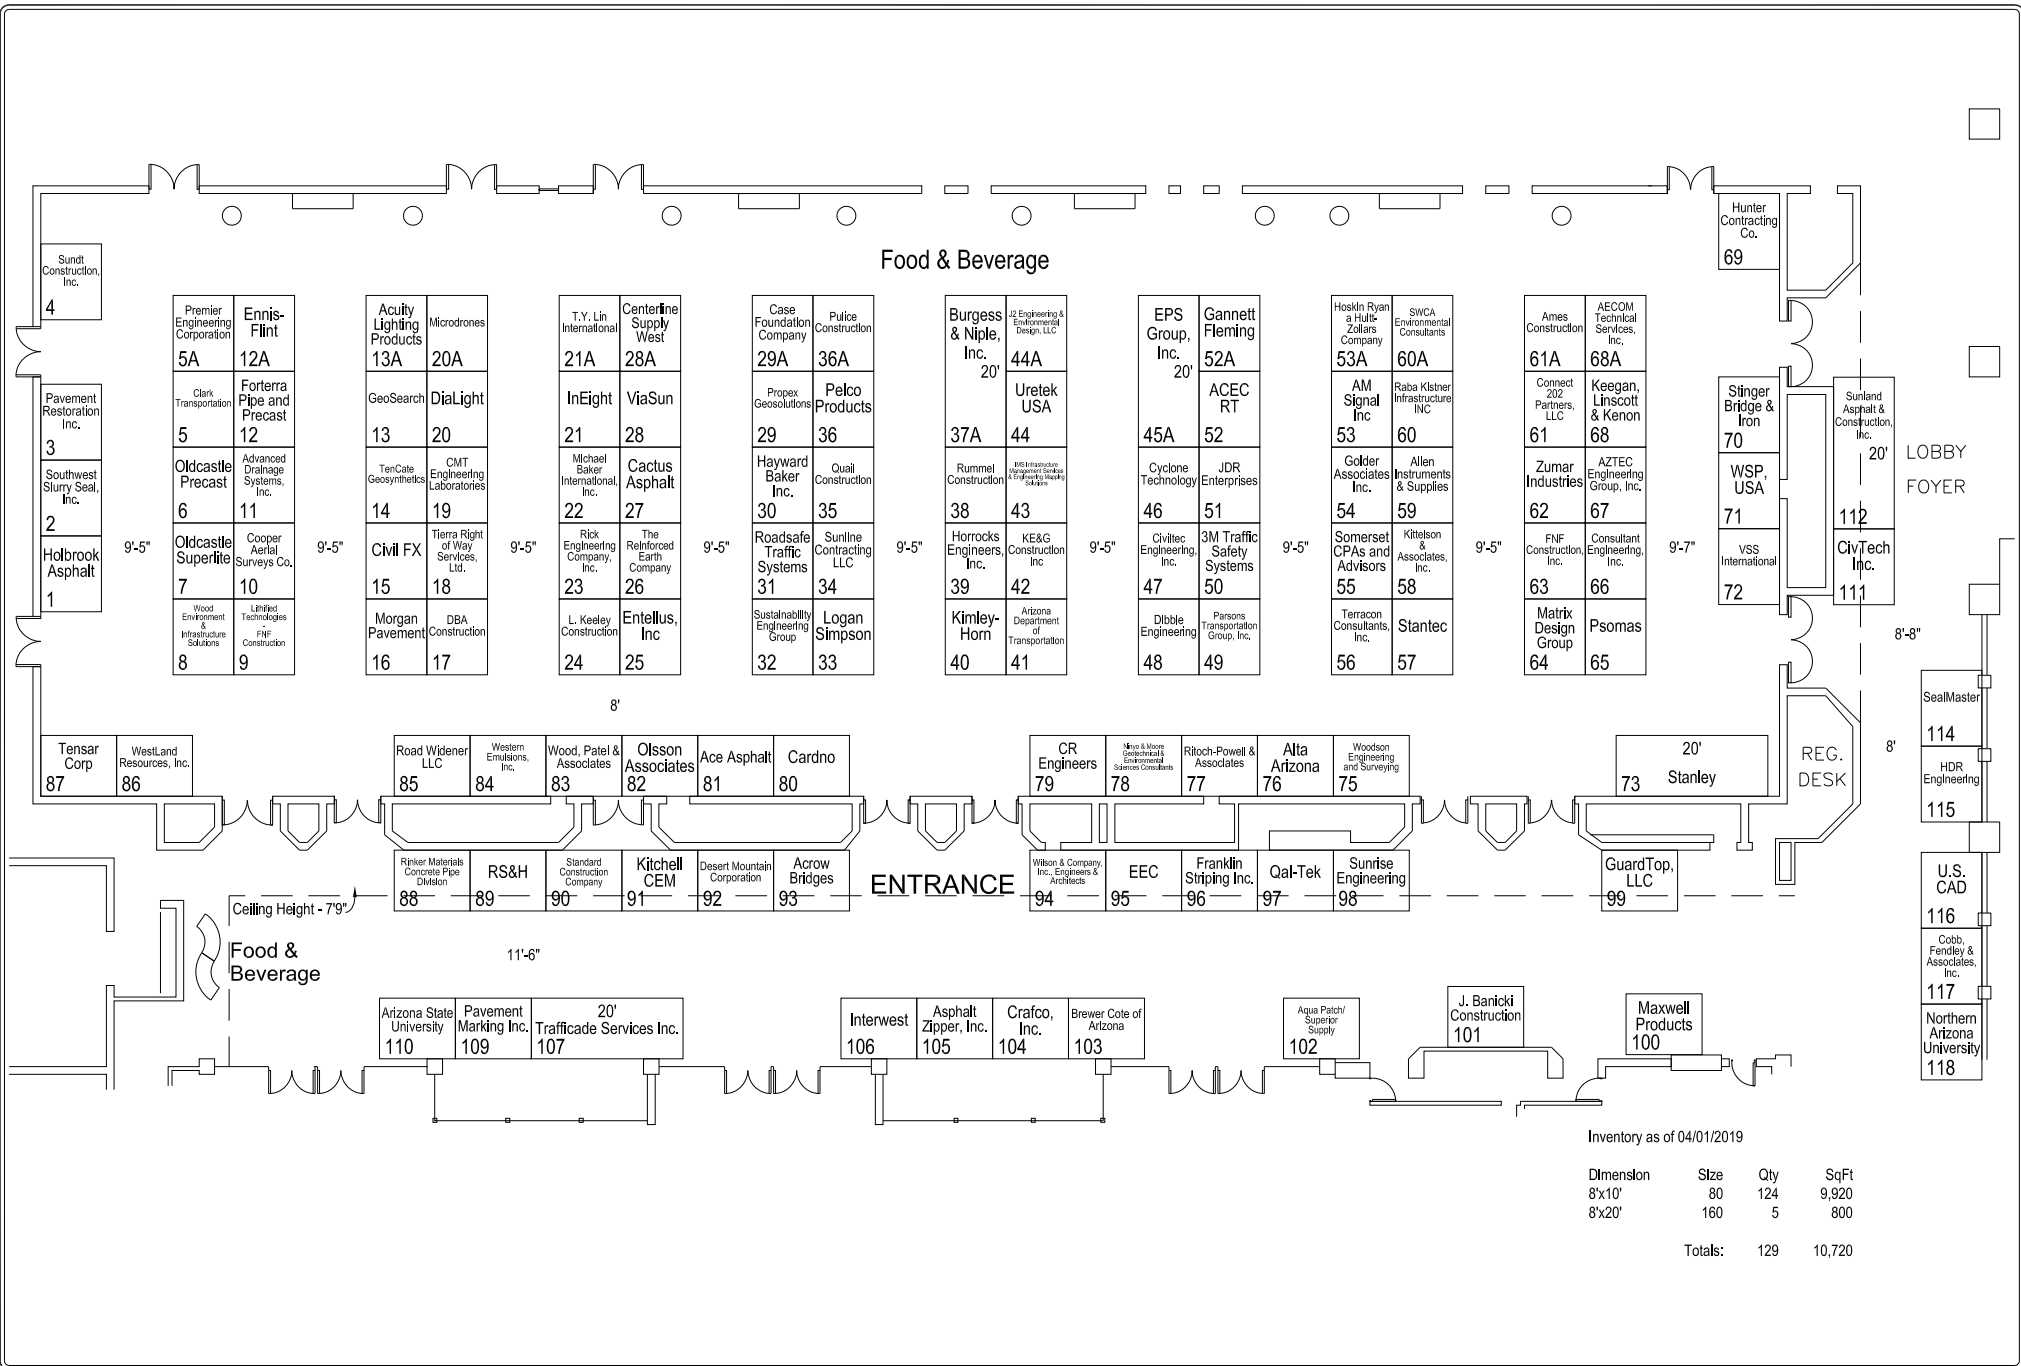 Food & Beverage
Hunter
Contracting
Co.
69
Sundt
Construction,
Inc.
4
Premier
Engineering
Corporation
5A
Ennis-
Flint
12A
Acuity
Lighting
Products
13A
Microdrones
20A
T.Y. Lin
International
21A
Centerline
Supply
West
28A
Case
Foundation
Company
29A
Pulice
Construction
36A
Burgess
& Niple,
Inc.
20'
37A
J2 Engineering &
Environmental
Design, LLC
44A
EPS
Group,
Inc.
20'
45A
Gannett
Fleming
52A
Hoskin Ryan
a Huitt-
Zollars
Company
53A
SWCA
Environmental
Consultants
60A
Ames
Construction
61A
AECOM
Technical
Services,
Inc.
68A
Pavement
Restoration
Inc.
3
Clark
Transportation
5
Forterra
Pipe and
Precast
12
GeoSearch
13
DiaLight
20
InEight
21
ViaSun
28
Propex
Geosolutions
29
Pelco
Products
36
Uretek
USA
44
ACEC
RT
52
AM
Signal
Inc
53
Raba Kistner
Infrastructure
INC
60
Connect
202
Partners,
LLC
61
Keegan,
Linscott
& Kenon
68
Stinger
Bridge &
Iron
70
Sunland
Asphalt &
Construction,
Inc.
20'
112
LOBBY
FOYER
Southwest
Slurry Seal,
Inc.
2
Oldcastle
Precast
6
Advanced
Drainage
Systems,
Inc.
11
TenCate
Geosynthetics
14
CMT
Engineering
Laboratories
19
Michael
Baker
International,
Inc.
22
Cactus
Asphalt
27
Hayward
Baker
Inc.
30
Quail
Construction
35
Rummel
Construction
38
IMS Infrastructure
Management Services
& Engineering Mapping
Solutions
43
Cyclone
Technology
46
JDR
Enterprises
51
Golder
Associates
Inc.
54
Allen
Instruments
& Supplies
59
Zumar
Industries
62
AZTEC
Engineering
Group, Inc.
67
WSP,
USA
71
Holbrook
Asphalt
1
9'-5"
Oldcastle
Superlite
7
Cooper
Aerial
Surveys Co.
10
9'-5"
Civil FX
15
Tierra Right
of Way
Services,
Ltd.
18
9'-5"
Rick
Engineering
Company,
Inc.
23
The
Reinforced
Earth
Company
26
9'-5"
Roadsafe
Traffic
Systems
31
Sunline
Contracting
LLC
34
9'-5"
Horrocks
Engineers,
Inc.
39
KE&G
Construction
Inc
42
9'-5"
Civiltec
Engineering,
Inc.
47
3M Traffic
Safety
Systems
50
9'-5"
Somerset
CPAs and
Advisors
55
Kittelson
&
Associates,
Inc.
58
9'-5"
FNF
Construction,
Inc.
63
Consultant
Engineering,
Inc.
66
9'-7"
VSS
International
72
CivTech
Inc.
111
Wood
Environment
&
Infrastructure
Solutions
8
Lithified
Technologies
-
FNF
Construction
9
Morgan
Pavement
16
DBA
Construction
17
L. Keeley
Construction
24
Entellus,
Inc
25
Sustainability
Engineering
Group
32
Logan
Simpson
33
Kimley-
Horn
40
Arizona
Department
of
Transportation
41
Dibble
Engineering
48
Parsons
Transportation
Group, Inc.
49
Terracon
Consultants,
Inc.
56
Stantec
57
Matrix
Design
Group
64
Psomas
65
8'-8"
8'
SealMaster
114
Tensar
Corp
87
WestLand
Resources, Inc.
86
Road Widener
LLC
85
Western
Emulsions,
Inc.
84
Wood, Patel &
Associates
83
Olsson
Associates
82
Ace Asphalt
81
Cardno
80
CR
Engineers
79
Ninyo & Moore
Geotechnical &
Environmental
Sciences Consultants
78
Ritoch-Powell &
Associates
77
Alta
Arizona
76
Woodson
Engineering
and Surveying
75
20'
Stanley
73
REG.
DESK
8'
HDR
Engineering
115
Rinker Materials
Concrete Pipe
Division
88
RS&H
89
Standard
Construction
Company
90
Kitchell
CEM
91
Desert Mountain
Corporation
92
Acrow
Bridges
93
ENTRANCE
Wilson & Company,
Inc., Engineers &
Architects
94
EEC
95
Franklin
Striping Inc.
96
Qal-Tek
97
Sunrise
Engineering
98
GuardTop,
LLC
99
U.S.
CAD
116
Ceiling Height - 7'9"
Food &
Beverage
11'-6"
Cobb,
Fendley &
Associates,
Inc.
117
Arizona State
University
110
Pavement
Marking Inc.
109
20'
Trafficade Services Inc.
107
Interwest
106
Asphalt
Zipper, Inc.
105
Crafco,
Inc.
104
Brewer Cote of
Arizona
103
Aqua Patch/
Superior
Supply
102
J. Banicki
Construction
101
Maxwell
Products
100
Northern
Arizona
University
118
Inventory as of 04/01/2019
Dimension Size Qty SqFt
8'x10' 80 124 9,920
8'x20' 160 5 800
Totals: 129 10,720